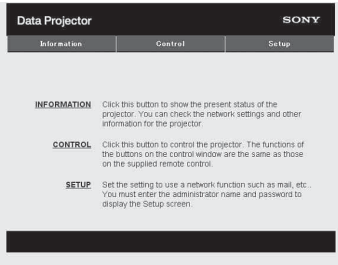 Data Projector SONY
Information Control Setup
INFORMATION Click this button to show the present status of the
projector. You can check the network settings and other
information for the projector.
CONTROL Click this button to control the projector. The functions of
the buttons on the control window are the same as those
on the supplied remote control.
SETUP Set the setting to use a network function such as mail, etc..
You must enter the administrator name and password to
display the Setup screen.